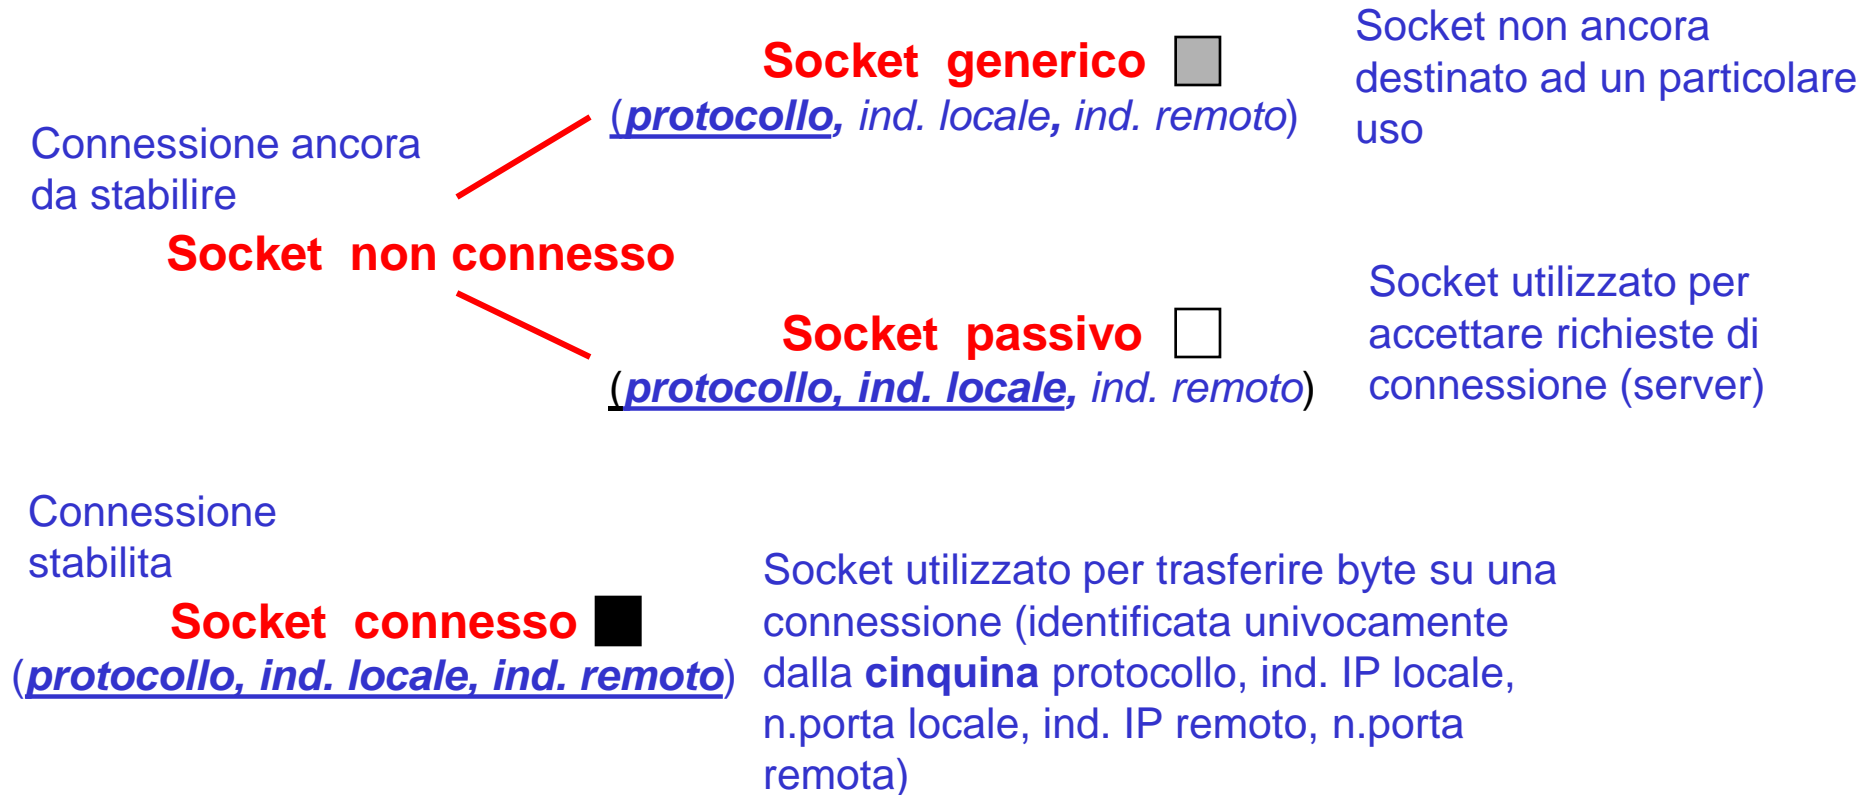 Socket generico
(protocollo, ind. locale, ind. remoto)
Socket non ancora
destinato ad un particolare
uso
Connessione ancora
da stabilire
Socket non connesso
Socket passivo
(protocollo, ind. locale, ind. remoto)
Socket utilizzato per
accettare richieste di
connessione (server)
Connessione
stabilita
Socket connesso
(protocollo, ind. locale, ind. remoto)
Socket utilizzato per trasferire byte su una
connessione (identificata univocamente
dalla cinquina protocollo, ind. IP locale,
n.porta locale, ind. IP remoto, n.porta
remota)